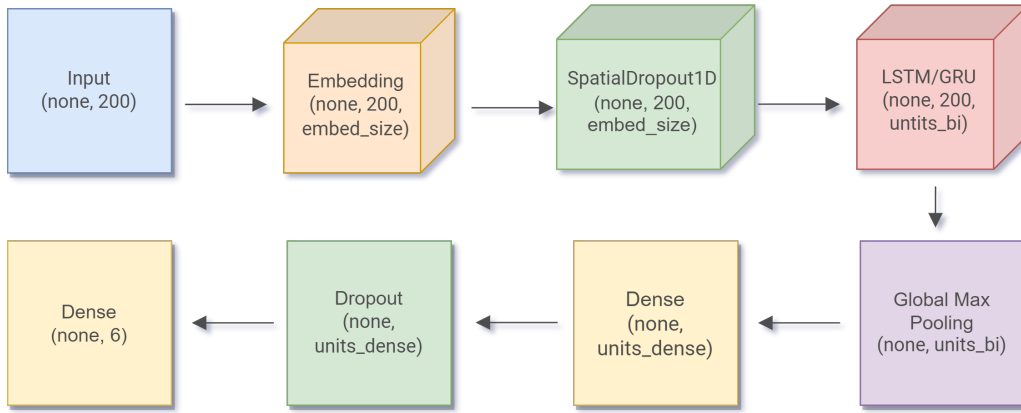 Input
(none, 200)
Embedding
(none, 200,
embed_size)
SpatialDropout1D
(none, 200,
embed_size)
LSTM/GRU
(none, 200,
untits_bi)
Global Max
Pooling
(none, units_bi)
Dense
(none,
units_dense)
Dropout
(none,
units_dense)
Dense
(none, 6)